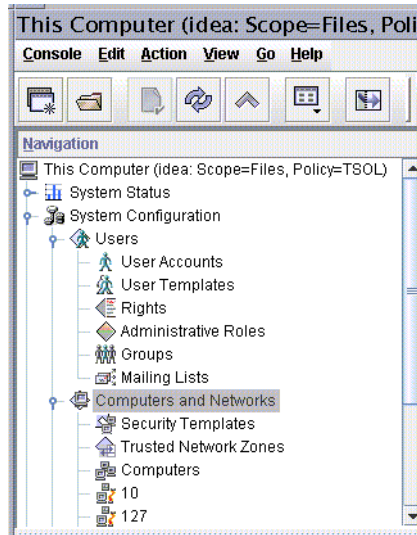 This Computer (idea: Scope=Files, Poli
Console Edit Action View Go Help
Navigation
This Computer (idea: Scope=Files, Policy=TSOL)
System Status
System Configuration
Users
User Accounts
User Templates
Rights
Administrative Roles
Groups
Mailing Lists
Computers and Networks
Security Templates
Trusted Network Zones
Computers
10
127